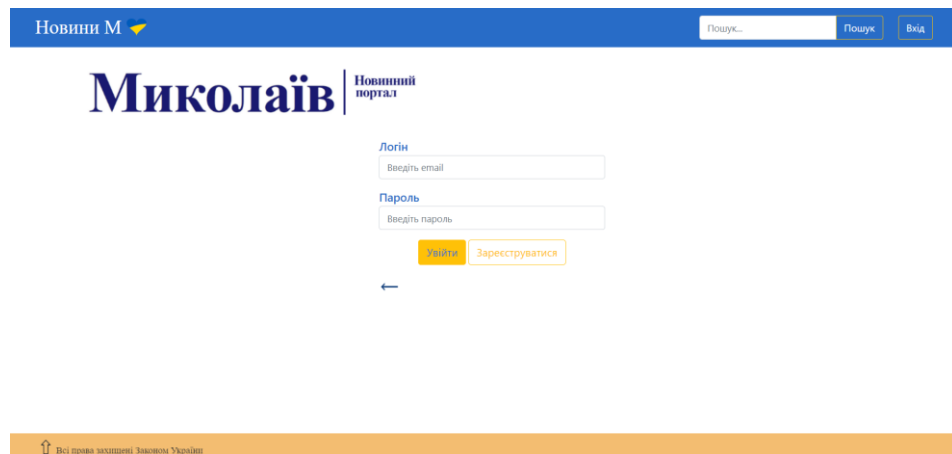 Новини М
Пошук...
Пошук
Вхід
Миколаїв
Новинний
портал
Логін
Введіть email
Пароль
Введіть пароль
Увійти
Зареєструватися
Всі права захищені Законом України